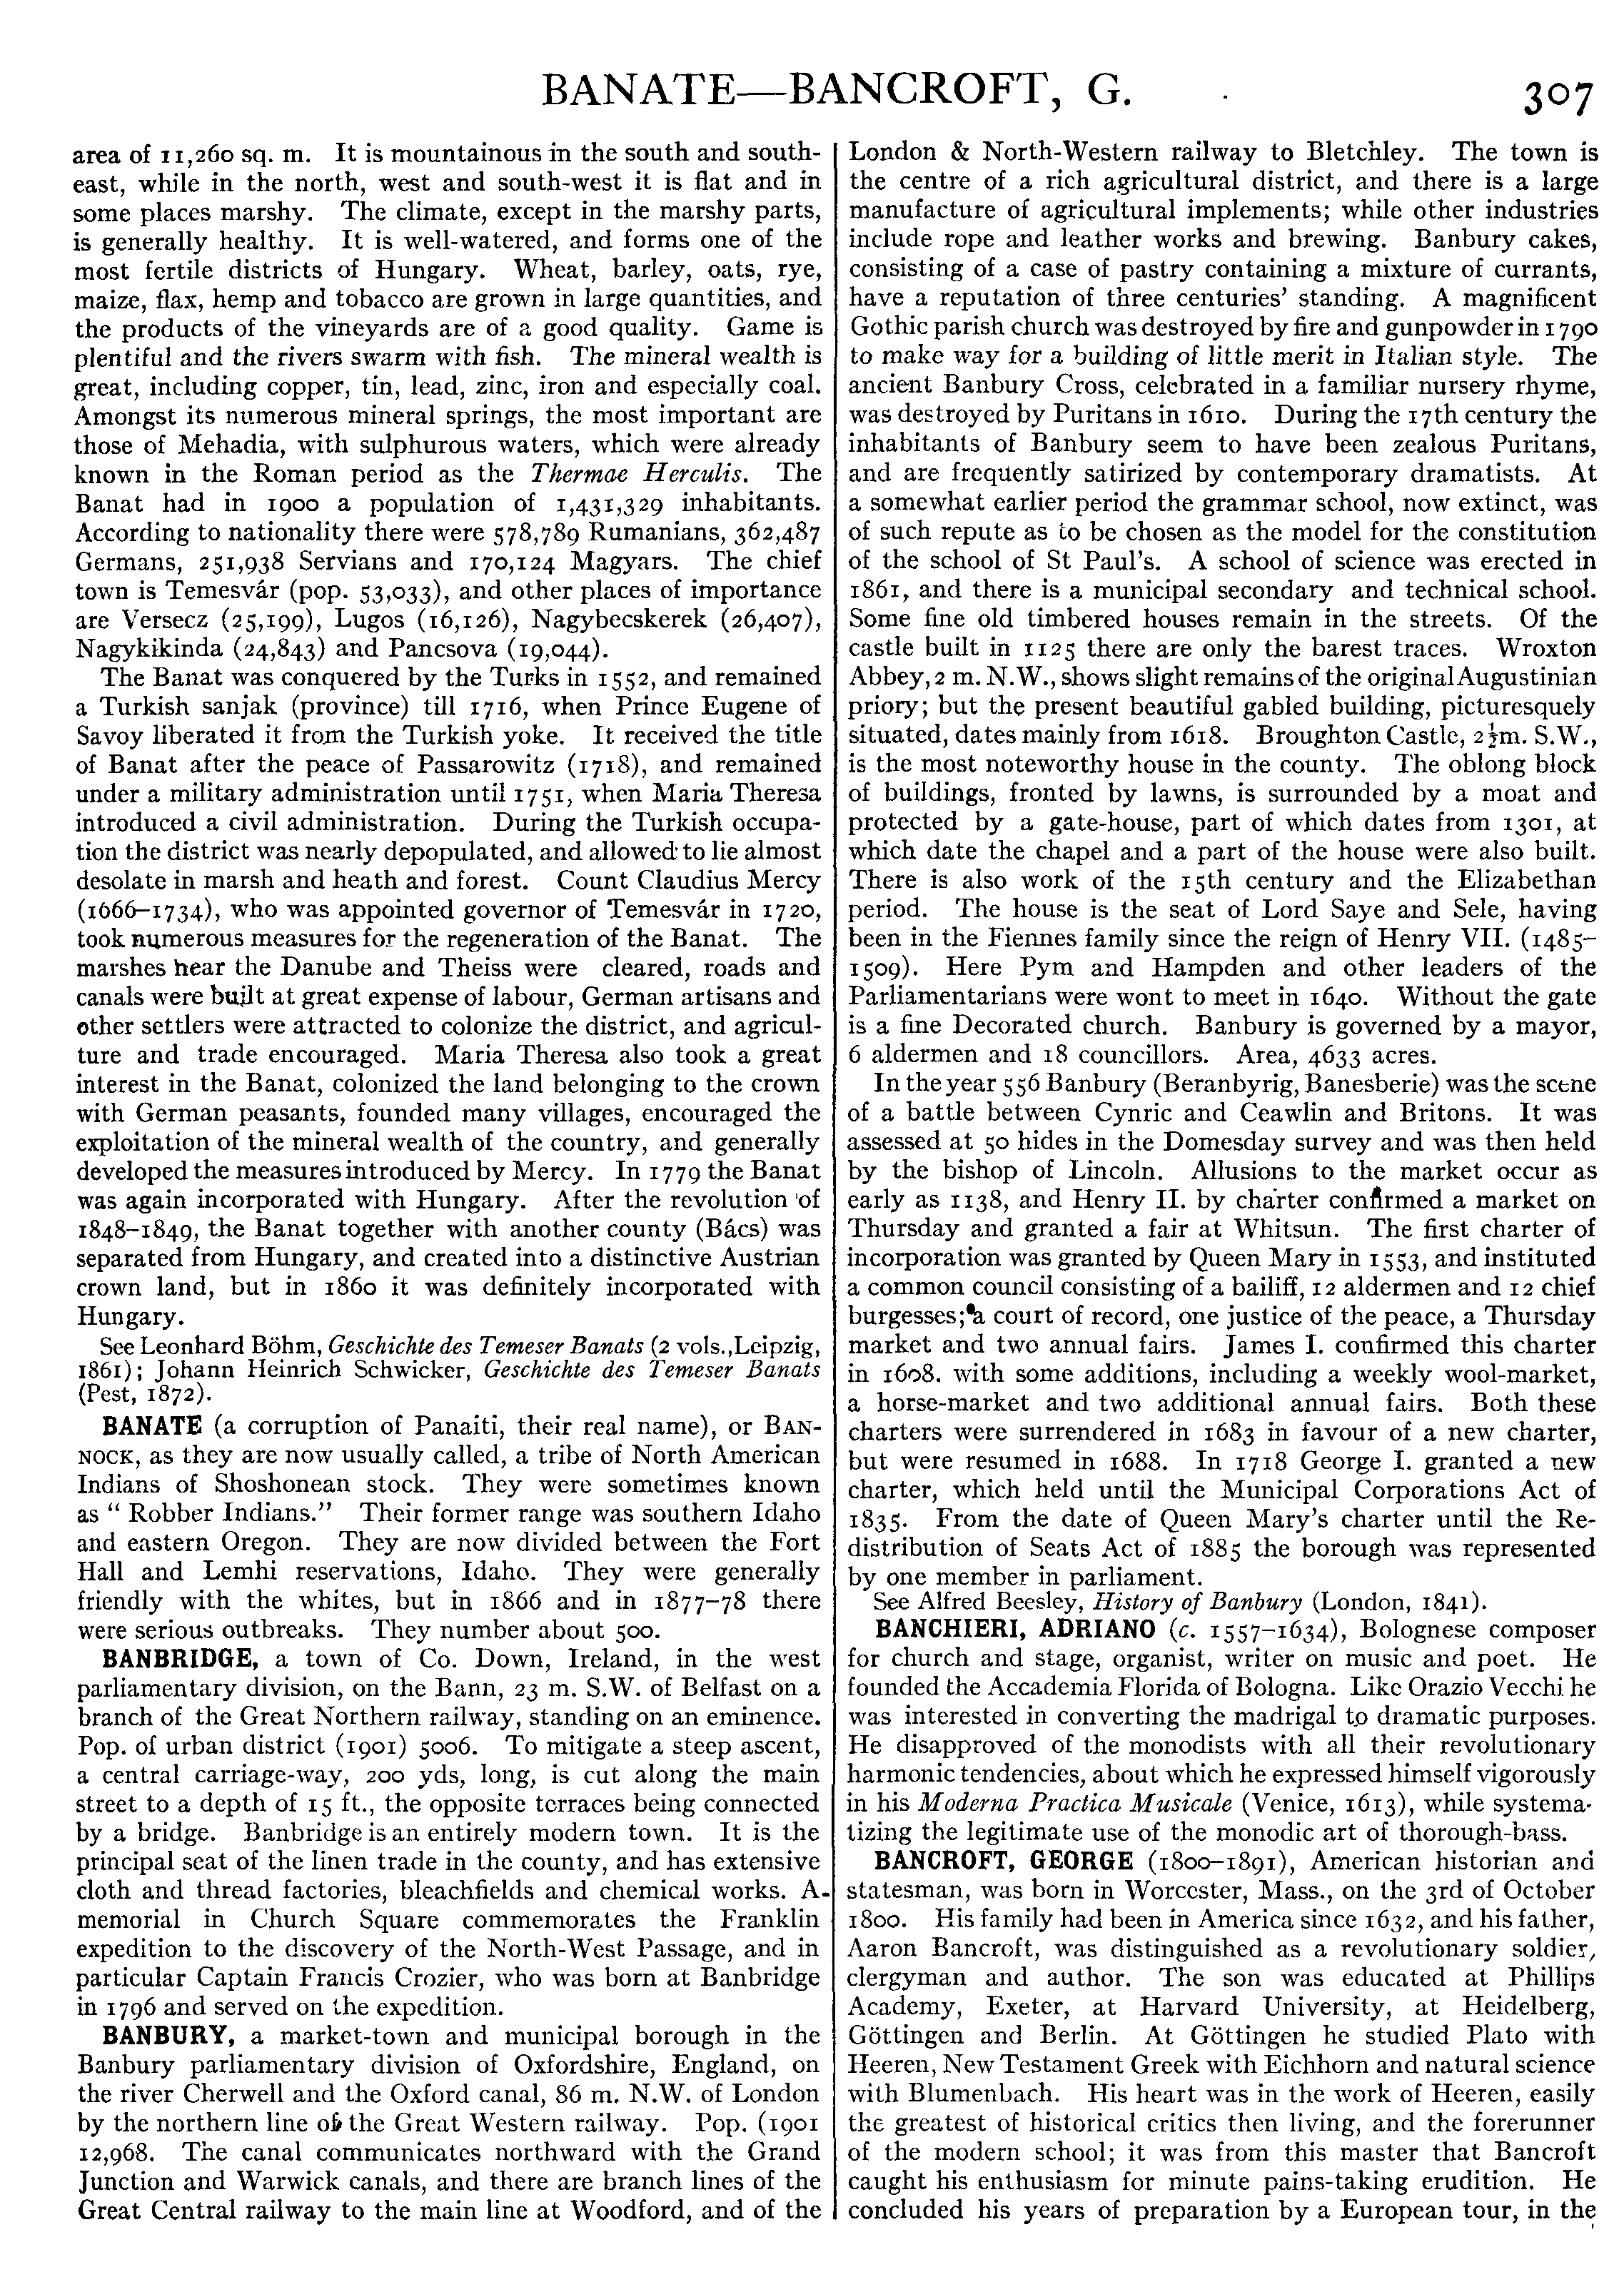 BANATE—BANCROFT, G.
307
area of 11,260 sq. m. It is mountainous in the south and south-
east, while in the north, west and south-west it is flat and in
some places marshy. The climate, except in the marshy parts,
is generally healthy. It is well-watered, and forms one of the
most fertile districts of Hungary. Wheat, barley, oats, rye,
maize, flax, hemp and tobacco are grown in large quantities, and
the products of the vineyards are of a good quality. Game is
plentiful and the rivers swarm with fish. The mineral wealth is
great, including copper, tin, lead, zinc, iron and especially coal.
Amongst its numerous mineral springs, the most important are
those of Mehadia, with sulphurous waters, which were already
known in the Roman period as the Thermae Herculis. The
Banat had in 1900 a population of 1,431,329 inhabitants.
According to nationality there were 578,789 Rumanians, 362,487
Germans, 251,938 Servians and 170,124 Magyars. The chief
town is Temesvár (pop. 53,033), and other places of importance
are Versecz (25,199), Lugos (16,126), Nagybecskerek (26,407),
Nagykikinda (24,843) and Pancsova (19,044).
The Banat was conquered by the Turks in 1552, and remained
a Turkish sanjak (province) till 1716, when Prince Eugene of
Savoy liberated it from the Turkish yoke. It received the title
of Banat after the peace of Passarowitz (1718), and remained
under a military administration until 1751, when Maria Theresa
introduced a civil administration. During the Turkish occupa-
tion the district was nearly depopulated, and allowed to lie almost
desolate in marsh and heath and forest. Count Claudius Mercy
(1666–1734), who was appointed governor of Temesvár in 1720,
took numerous measures for the regeneration of the Banat. The
marshes near the Danube and Theiss were cleared, roads and
canals were built at great expense of labour, German artisans and
other settlers were attracted to colonize the district, and agricul-
ture and trade encouraged. Maria Theresa also took a great
interest in the Banat, colonized the land belonging to the crown
with German peasants, founded many villages, encouraged the
exploitation of the mineral wealth of the country, and generally
developed the measures introduced by Mercy. In 1779 the Banat
was again incorporated with Hungary. After the revolution of
1848–1849, the Banat together with another county (Bács) was
separated from Hungary, and created into a distinctive Austrian
crown land, but in 1860 it was definitely incorporated with
Hungary.
See Leonhard Böhm, Geschichte des Temeser Banats (2 vols., Leipzig,
1861); Johann Heinrich Schwicker, Geschichte des Temeser Banats
(Pest, 1872).
BANATE (a corruption of Panaiti, their real name), or BAN-
NOCK, as they are now usually called, a tribe of North American
Indians of Shoshonean stock. They were sometimes known
as “ Robber Indians.” Their former range was southern Idaho
and eastern Oregon. They are now divided between the Fort
Hall and Lemhi reservations, Idaho. They were generally
friendly with the whites, but in 1866 and in 1877–78 there
were serious outbreaks. They number about 500.
BANBRIDGE, a town of Co. Down, Ireland, in the west
parliamentary division, on the Bann, 23 m. S.W. of Belfast on a
branch of the Great Northern railway, standing on an eminence.
Pop. of urban district (1901) 5006. To mitigate a steep ascent,
a central carriage-way, 200 yds, long, is cut along the main
street to a depth of 15 ft., the opposite terraces being connected
by a bridge. Banbridge is an entirely modern town. It is the
principal seat of the linen trade in the county, and has extensive
cloth and thread factories, bleachfields and chemical works. A
memorial in Church Square commemorates the Franklin
expedition to the discovery of the North-West Passage, and in
particular Captain Francis Crozier, who was born at Banbridge
in 1796 and served on the expedition.
BANBURY, a market-town and municipal borough in the
Banbury parliamentary division of Oxfordshire, England, on
the river Cherwell and the Oxford canal, 86 m. N.W. of London
by the northern line of the Great Western railway. Pop. (1901
12,968. The canal communicates northward with the Grand
Junction and Warwick canals, and there are branch lines of the
Great Central railway to the main line at Woodford, and of the
London & North-Western railway to Bletchley. The town is
the centre of a rich agricultural district, and there is a large
manufacture of agricultural implements; while other industries
include rope and leather works and brewing. Banbury cakes,
consisting of a case of pastry containing a mixture of currants,
have a reputation of three centuries’ standing. A magnificent
Gothic parish church was destroyed by fire and gunpowder in 1790
to make way for a building of little merit in Italian style. The
ancient Banbury Cross, celebrated in a familiar nursery rhyme,
was destroyed by Puritans in 1610. During the 17th century the
inhabitants of Banbury seem to have been zealous Puritans,
and are frequently satirized by contemporary dramatists. At
a somewhat earlier period the grammar school, now extinct, was
of such repute as to be chosen as the model for the constitution
of the school of St Paul’s. A school of science was erected in
1861, and there is a municipal secondary and technical school.
Some fine old timbered houses remain in the streets. Of the
castle built in 1125 there are only the barest traces. Wroxton
Abbey, 2 m. N.W., shows slight remains of the original Augustinian
priory; but the present beautiful gabled building, picturesquely
situated, dates mainly from 1618. Broughton Castle, 2½m. S.W.,
is the most noteworthy house in the county. The oblong block
of buildings, fronted by lawns, is surrounded by a moat and
protected by a gate-house, part of which dates from 1301, at
which date the chapel and a part of the house were also built.
There is also work of the 15th century and the Elizabethan
period. The house is the seat of Lord Saye and Sele, having
been in the Fiennes family since the reign of Henry VII. (1485–
1509). Here Pym and Hampden and other leaders of the
Parliamentarians were wont to meet in 1640. Without the gate
is a fine Decorated church. Banbury is governed by a mayor,
6 aldermen and 18 councillors. Area, 4633 acres.
In the year 556 Banbury (Beranbyrig, Banesberie) was the scene
of a battle between Cynric and Ceawlin and Britons. It was
assessed at 50 hides in the Domesday survey and was then held
by the bishop of Lincoln. Allusions to the market occur as
early as 1138, and Henry II. by charter confirmed a market on
Thursday and granted a fair at Whitsun. The first charter of
incorporation was granted by Queen Mary in 1553, and instituted
a common council consisting of a bailiff, 12 aldermen and 12 chief
burgesses; a court of record, one justice of the peace, a Thursday
market and two annual fairs. James I. confirmed this charter
in 1608. with some additions, including a weekly wool-market,
a horse-market and two additional annual fairs. Both these
charters were surrendered in 1683 in favour of a new charter,
but were resumed in 1688. In 1718 George I. granted a new
charter, which held until the Municipal Corporations Act of
1835. From the date of Queen Mary’s charter until the Re-
distribution of Seats Act of 1885 the borough was represented
by one member in parliament.
See Alfred Beesley, History of Banbury (London, 1841).
BANCHIERI, ADRIANO (c. 1557–1634), Bolognese composer
for church and stage, organist, writer on music and poet. He
founded the Accademia Florida of Bologna. Like Orazio Vecchi he
was interested in converting the madrigal to dramatic purposes.
He disapproved of the monodists with all their revolutionary
harmonic tendencies, about which he expressed himself vigorously
in his Moderna Practica Musicale (Venice, 1613), while systema-
tizing the legitimate use of the monodic art of thorough-bass.
BANCROFT, GEORGE (1800–1891), American historian and
statesman, was born in Worcester, Mass., on the 3rd of October
1800. His family had been in America since 1632, and his father,
Aaron Bancroft, was distinguished as a revolutionary soldier,
clergyman and author. The son was educated at Phillips
Academy, Exeter, at Harvard University, at Heidelberg,
Göttingen and Berlin. At Göttingen he studied Plato with
Heeren, New Testament Greek with Eichhorn and natural science
with Blumenbach. His heart was in the work of Heeren, easily
the greatest of historical critics then living, and the forerunner
of the modern school; it was from this master that Bancroft
caught his enthusiasm for minute pains-taking erudition. He
concluded his years of preparation by a European tour, in the